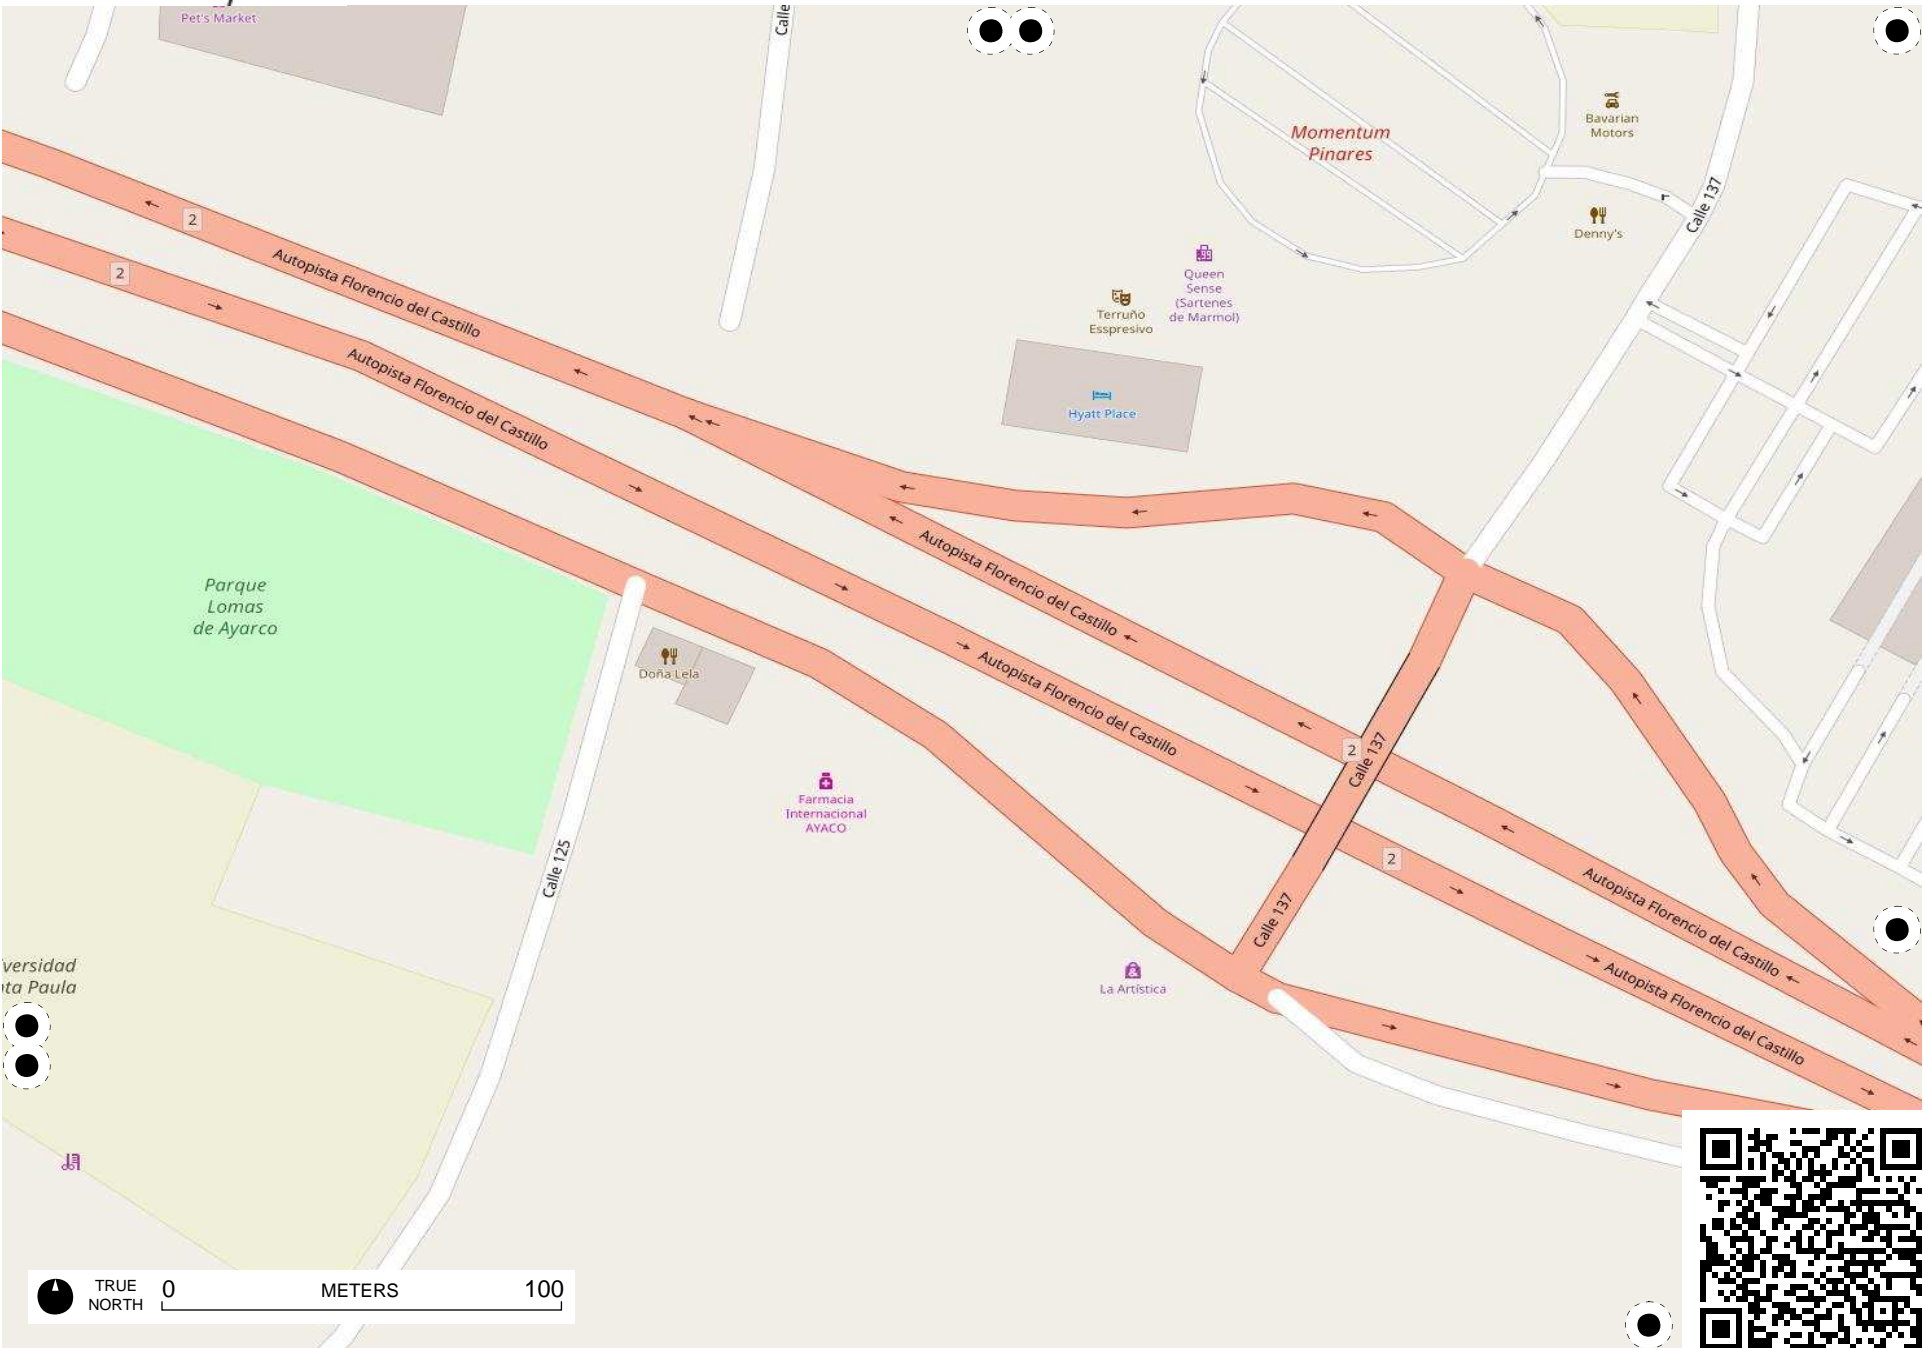 Pet's Market
Calle
Momentum
Pinares
Bavarian
Motors
Calle 137
Denny's
2
Autopista Florencio del Castillo
2
Autopista Florencio del Castillo
Queen
Sense
(Sartenes
de Marmol)
Terruño
Esspresivo
Hyatt Place
Autopista Florencio del Castillo
Parque
Lomas
de Ayarco
Doña Lela
Autopista Florencio del Castillo
2
Calle 137
Farmacia
Internacional
AYACO
2
Calle 125
Autopista Florencio del Castillo
Calle 137
versidad
ta Paula
La Artística
Autopista Florencio del Castillo
TRUE
NORTH
0 METERS 100